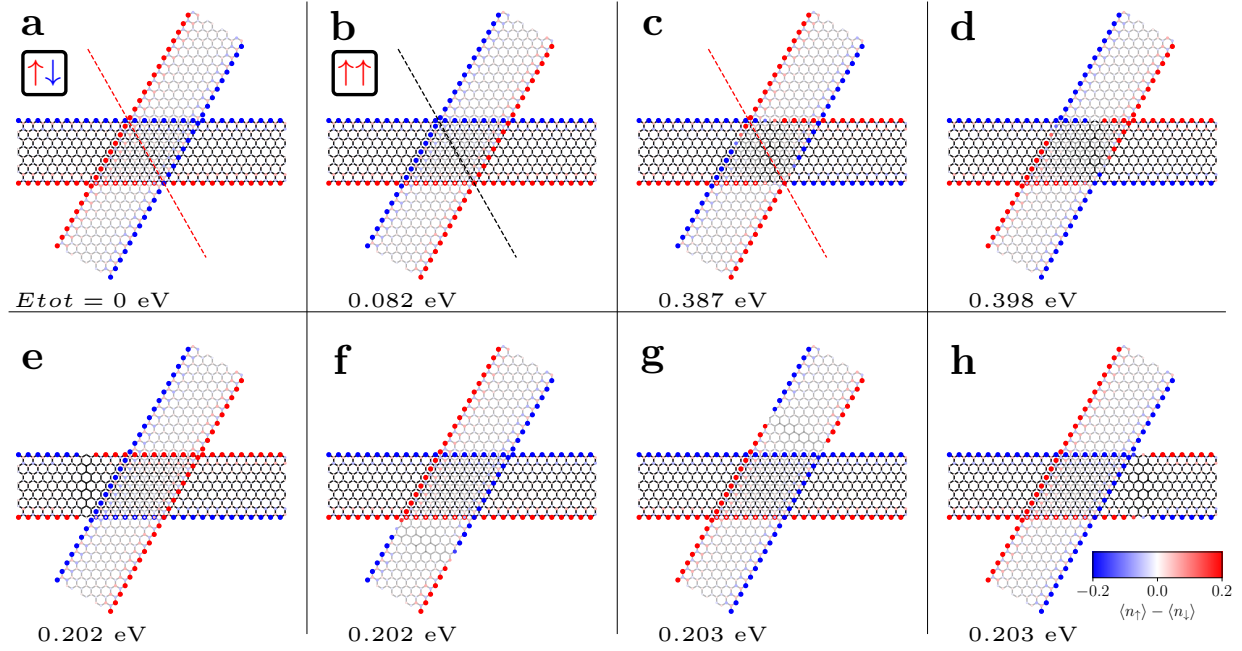 a
↑↓
Etot = 0 eV
b
↑↑
0.082 eV
c
0.387 eV
d
0.398 eV
e
0.202 eV
f
0.202 eV
g
0.203 eV
h
0.203 eV
−0.2 0.0 0.2
⟨n↑⟩ − ⟨n↓⟩